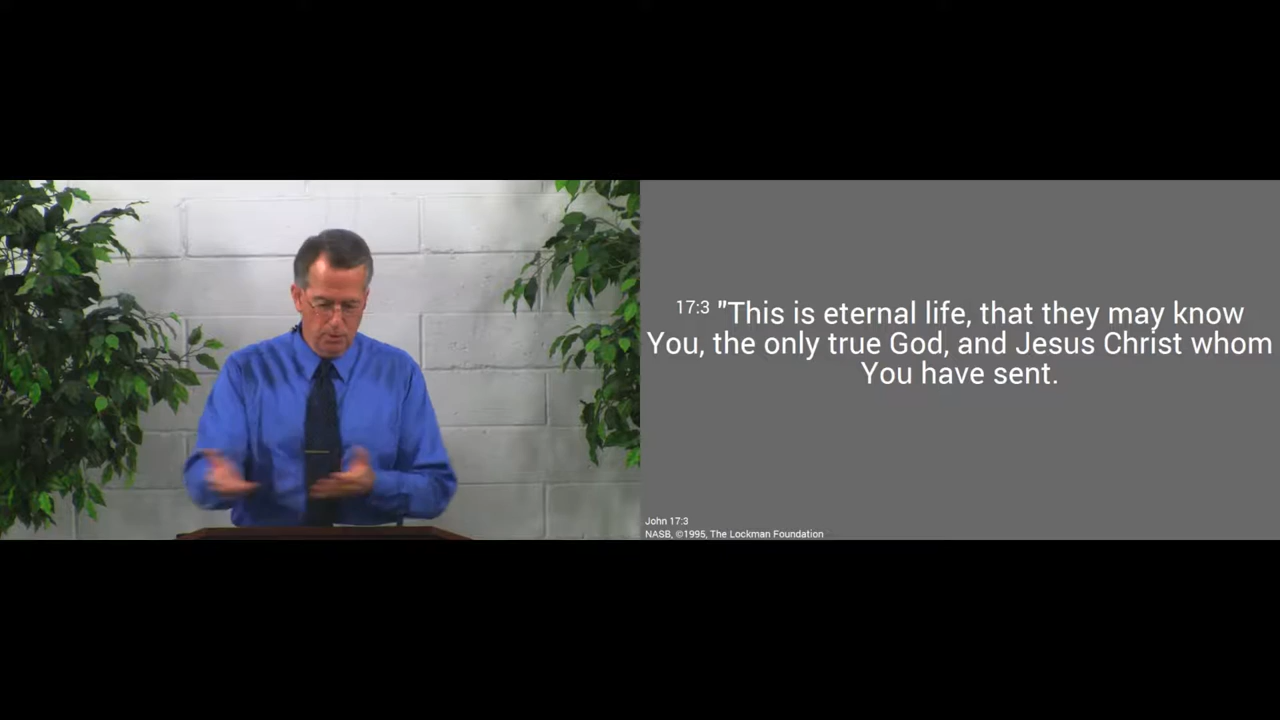 17:3 "This is eternal life, that they may know
You, the only true God, and Jesus Christ whom
You have sent.
John 17:3
NASB, ©1995, The Lockman Foundation